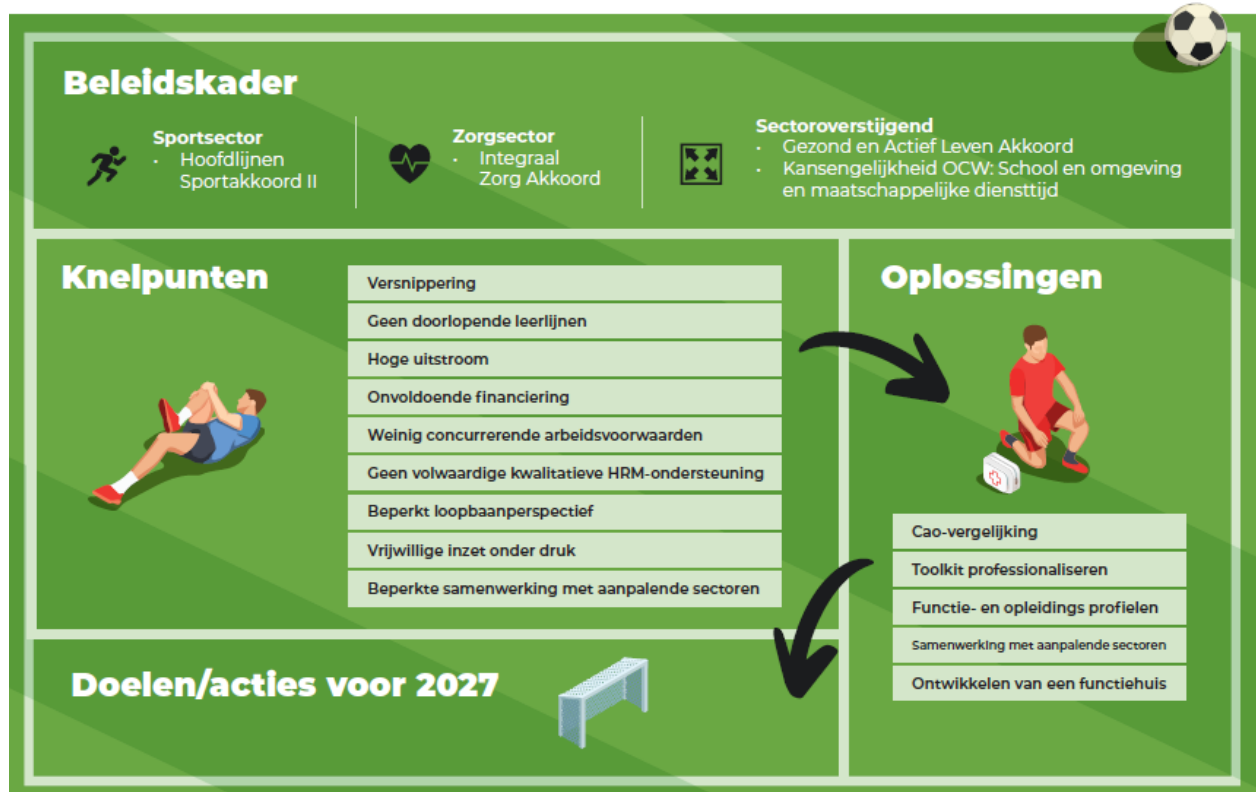 Beleidskader
Sportsector
· Hoofdlijnen
Sportakkoord II
Zorgsector
· Integraal
Zorg Akkoord
Sectoroverstijgend
· Gezond en Actief Leven Akkoord
· Kansengelijkheid OCW: School en omgeving
en maatschappelijke diensttijd
Knelpunten
Versnippering
Geen doorlopende leerlijnen
Hoge uitstroom
Onvoldoende financiering
Weinig concurrerende arbeidsvoorwaarden
Geen volwaardige kwalitatieve HRM-ondersteuning
Beperkt loopbaanperspectief
Vrijwillige inzet onder druk
Beperkte samenwerking met aanpalende sectoren
Oplossingen
Cao-vergelijking
Toolkit professionaliseren
Functie- en opleidings profielen
Samenwerking met aanpalende sectoren
Ontwikkelen van een functiehuis
Doelen/acties voor 2027